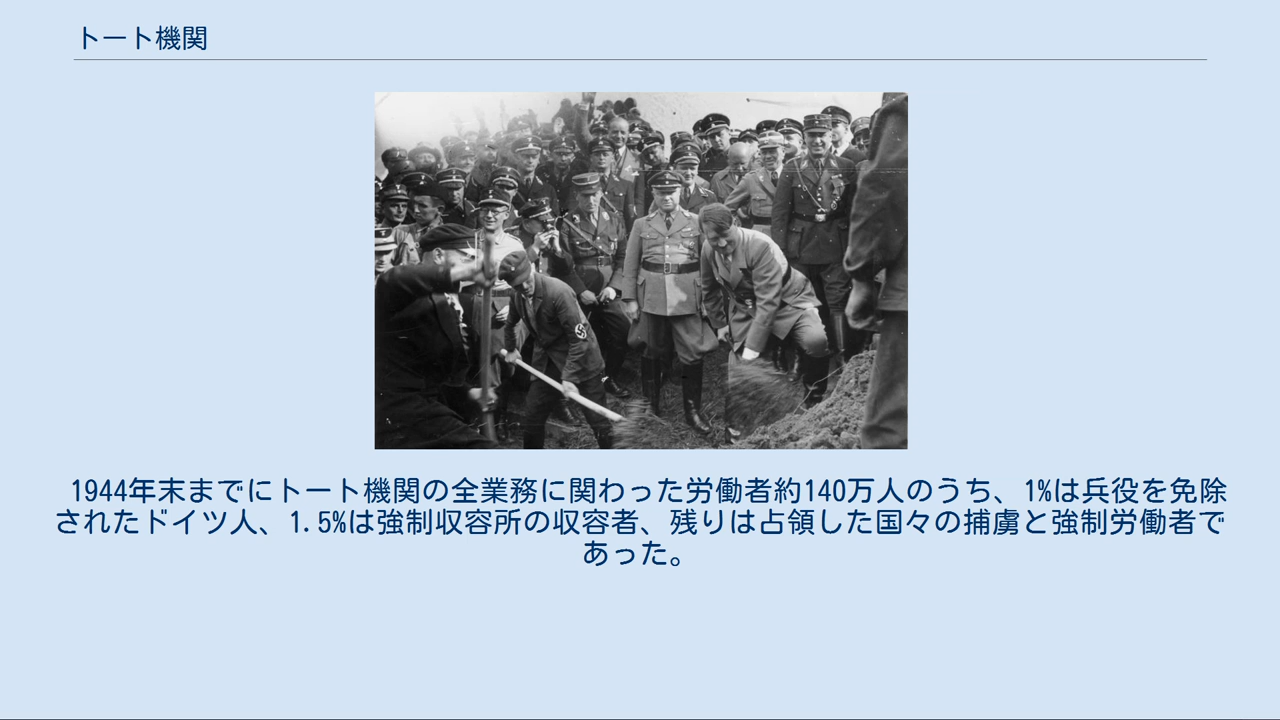 トート機関
1944年末までにトート機関の全業務に関わった労働者約140万人のうち、1%は兵役を免除
されたドイツ人、1.5%は強制収容所の収容者、残りは占領した国々の捕虜と強制労働者で
あった。